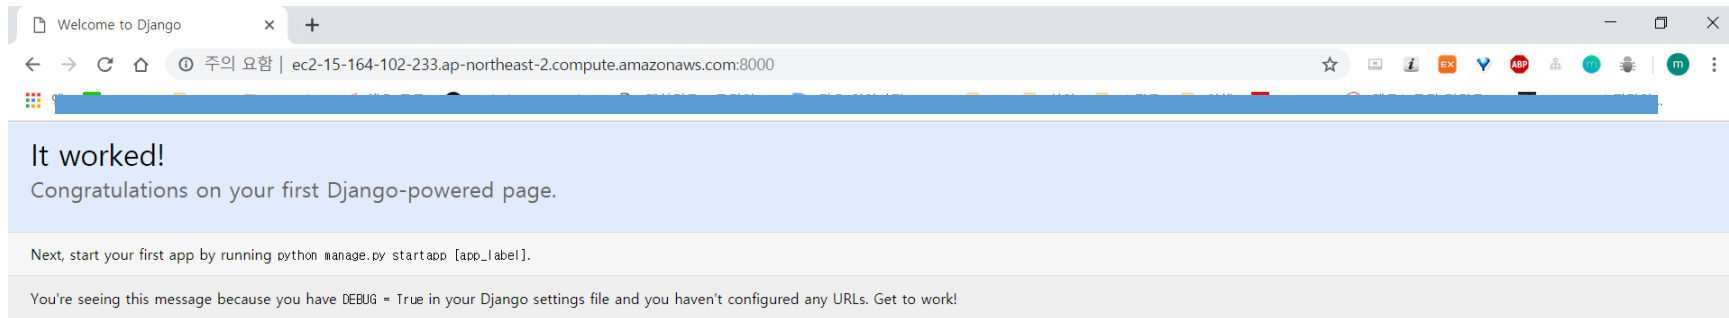 Welcome to Django
주의 요함 | ec2-15-164-102-233.ap-northeast-2.compute.amazonaws.com:8000
EX
ABP
m
m
It worked!
Congratulations on your first Django-powered page.
Next, start your first app by running python manage.py startapp [app_label].
You're seeing this message because you have DEBUG = True in your Django settings file and you haven't configured any URLs. Get to work!